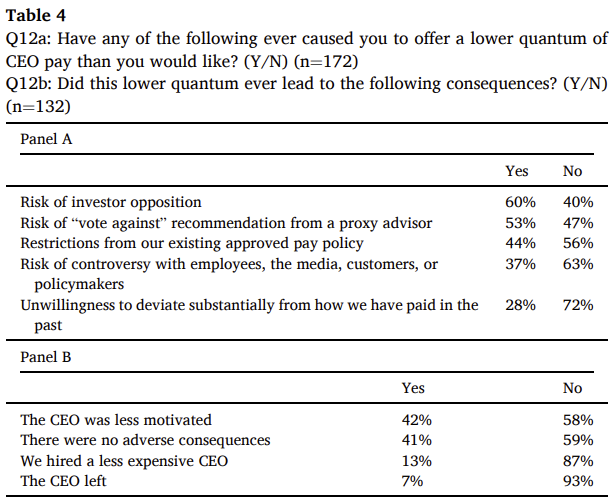 Table 4
Q12a: Have any of the following ever caused you to offer a lower quantum of
CEO pay than you would like? (Y/N) (n=172)
Q12b: Did this lower quantum ever lead to the following consequences? (Y/N)
(n=132)
Panel A
Yes No
Risk of investor opposition 60% 40%
Risk of “vote against” recommendation from a proxy advisor 53% 47%
Restrictions from our existing approved pay policy 44% 56%
Risk of controversy with employees, the media, customers, or 37% 63%
policymakers
Unwillingness to deviate substantially from how we have paid in the 28% 72%
past
Panel B
Yes No
The CEO was less motivated 42% 58%
There were no adverse consequences 41% 59%
We hired a less expensive CEO 13% 87%
The CEO left 7% 93%